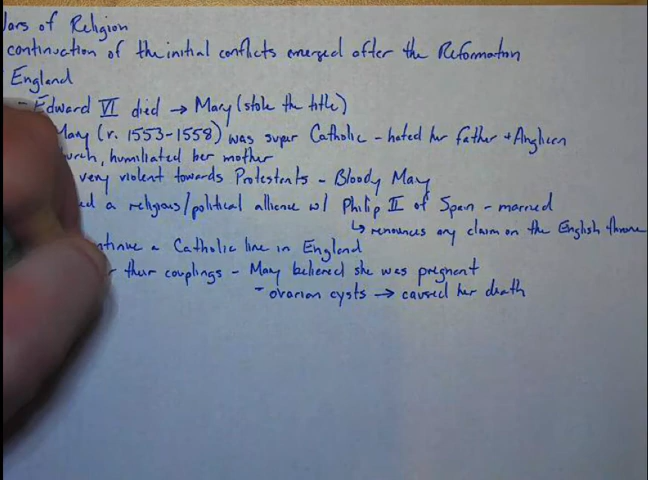 of Religion
continuation of the initial conflicts emerged after the Reformation
England
- Edward VI died → Mary (stole the title)
Mary (r. 1553-1558) was super Catholic - hated her father + Anglican
humiliated her mother
very violent towards Protestants - Bloody Mary
a religious/political alliance w/ Philip II of Spain - married
↳ renounces any claim on the English throne
a Catholic line in England
their couplings - Mary believed she was pregnant
- ovarian cysts → caused her death